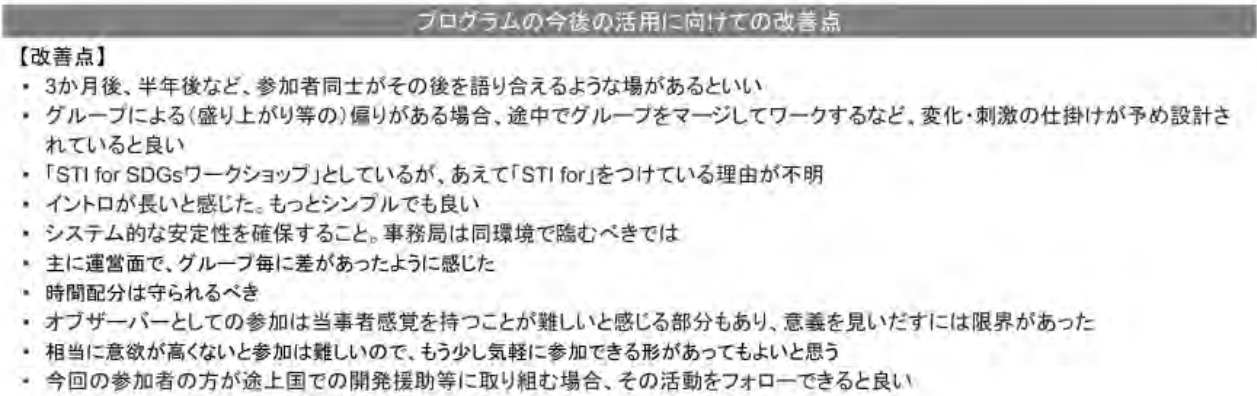 プログラムの今後の活用に向けての改善点
【改善点】
・ 3か月後、半年後など、参加者同士がその後を語り合えるような場があるといい
・ グループによる(盛り上がり等の)偏りがある場合、途中でグループをマージしてワークするなど、変化・刺激の仕掛けが予め設計さ
れていると良い
・ 「STI for SDGsワークショップ」としているが、あえて「STI for」をつけている理由が不明
・ イントロが長いと感じた。もっとシンプルでも良い
・ システム的な安定性を確保すること。事務局は同環境で臨むべきでは
・ 主に運営面で、グループ毎に差があったように感じた
・ 時間配分は守られるべき
・ オブザーバーとしての参加は当事者感覚を持つことが難しいと感じる部分もあり、意義を見いだすには限界があった
・ 相当に意欲が高くないと参加は難しいので、もう少し気軽に参加できる形があってもよいと思う
・ 今回の参加者の方が途上国での開発援助等に取り組む場合、その活動をフォローできると良い